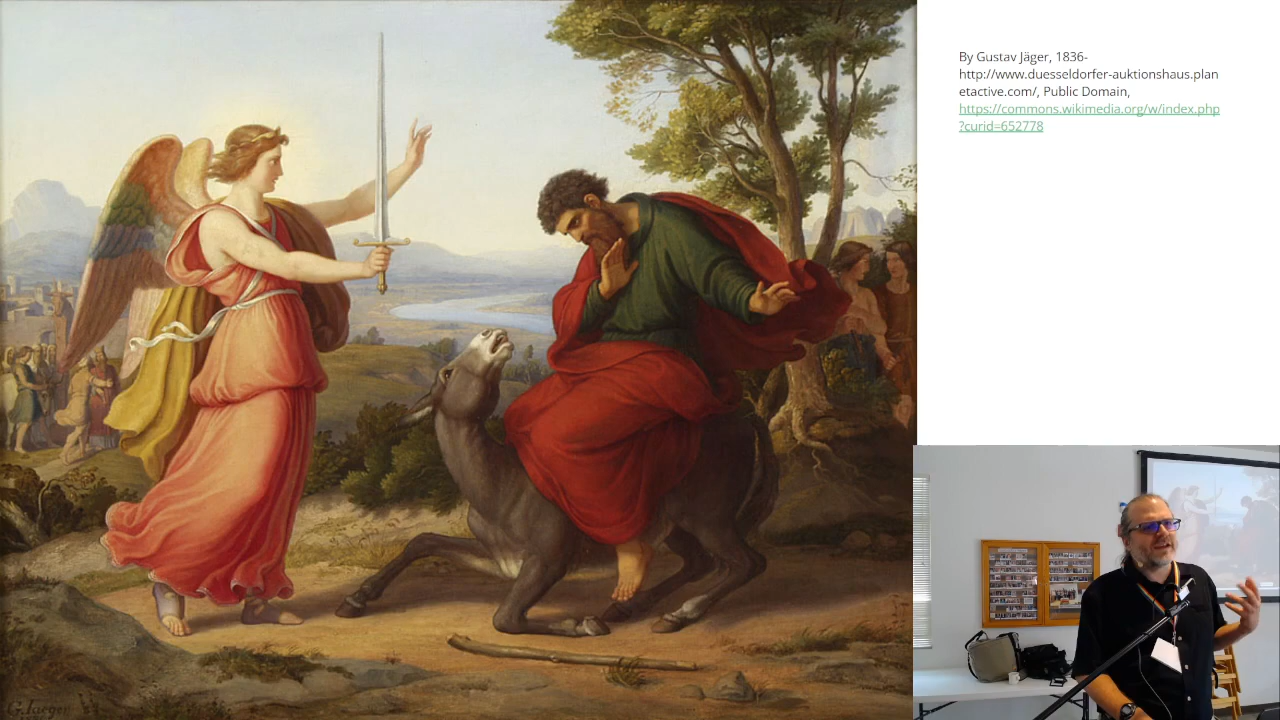 By Gustav Jäger, 1836-
http://www.duesseldorfer-auktionshaus.plan
etactive.com/, Public Domain,
https://commons.wikimedia.org/w/index.php
?curid=652778
G. Jaeger